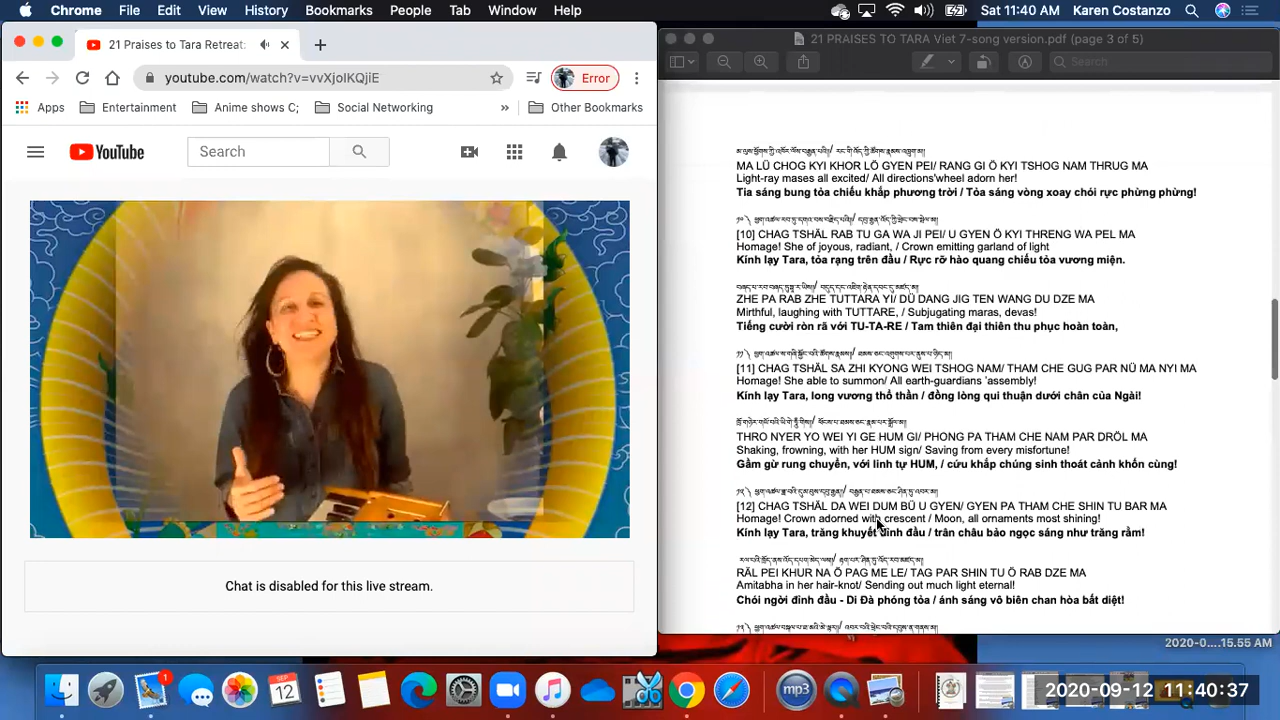 Chrome File Edit View History Bookmarks People Tab Window Help
Sat 11:40 AM Karen Costanzo
21 Praises to Tara Retreat:
youtube.com/watch?v=vvXjolKQjiE
Error
Apps Entertainment Anime shows C; Social Networking » Other Bookmarks
YouTube
Search
Chat is disabled for this live stream.
21 PRAISES TO TARA Viet 7-song version.pdf (page 3 of 5)
Search
MA LÜ CHOG KYI KHOR LÖ GYEN PEI/ RANG GI Ö KYI TSHOG NAM THRUG MA
Light-ray mases all excited/ All directions'wheel adorn her!
Tia sáng bung tỏa chiếu khắp phương trời / Tỏa sáng vòng xoay chói rực phừng phừng!
[10] CHAG TSHÄL RAB TU GA WA JI PEI/ U GYEN Ö KYI THRENG WA PEL MA
Homage! She of joyous, radiant, / Crown emitting garland of light
Kính lạy Tara, tỏa rạng trên đầu / Rực rỡ hào quang chiếu tỏa vương miện.
ZHE PA RAB ZHE TUTTARA YI/ DÜ DANG JIG TEN WANG DU DZE MA
Mirthful, laughing with TUTTARE, / Subjugating maras, devas!
Tiếng cười ròn rã với TU-TA-RE / Tam thiên đại thiên thu phục hoàn toàn,
[11] CHAG TSHÄL SA ZHI KYONG WEI TSHOG NAM/ THAM CHE GUG PAR NÜ MA NYI MA
Homage! She able to summon/ All earth-guardians 'assembly!
Kính lạy Tara, long vương thổ thần / đồng lòng qui thuận dưới chân của Ngài!
THRO NYER YO WEI YI GE HUM GI/ PHONG PA THAM CHE NAM PAR DRÖL MA
Shaking, frowning, with her HUM sign/ Saving from every misfortune!
Gầm gừ rung chuyển, với linh tự HUM, / cứu khắp chúng sinh thoát cảnh khốn cùng!
[12] CHAG TSHÄL DA WEI DUM BÜ U GYEN/ GYEN PA THAM CHE SHIN TU BAR MA
Homage! Crown adorned with crescent / Moon, all ornaments most shining!
Kính lạy Tara, trăng khuyết đỉnh đầu / trân châu bảo ngọc sáng như trăng rằm!
RÄL PEI KHUR NA Ö PAG ME LE/ TAG PAR SHIN TU Ö RAB DZE MA
Amitabha in her hair-knot/ Sending out much light eternal!
Chói ngời đỉnh đầu - Di Đà phóng tỏa / ánh sáng vô biên chan hòa bất diệt!
2020-0....15.55 AM
1
SEP
12
mp3
2020-09-12 11:40:37